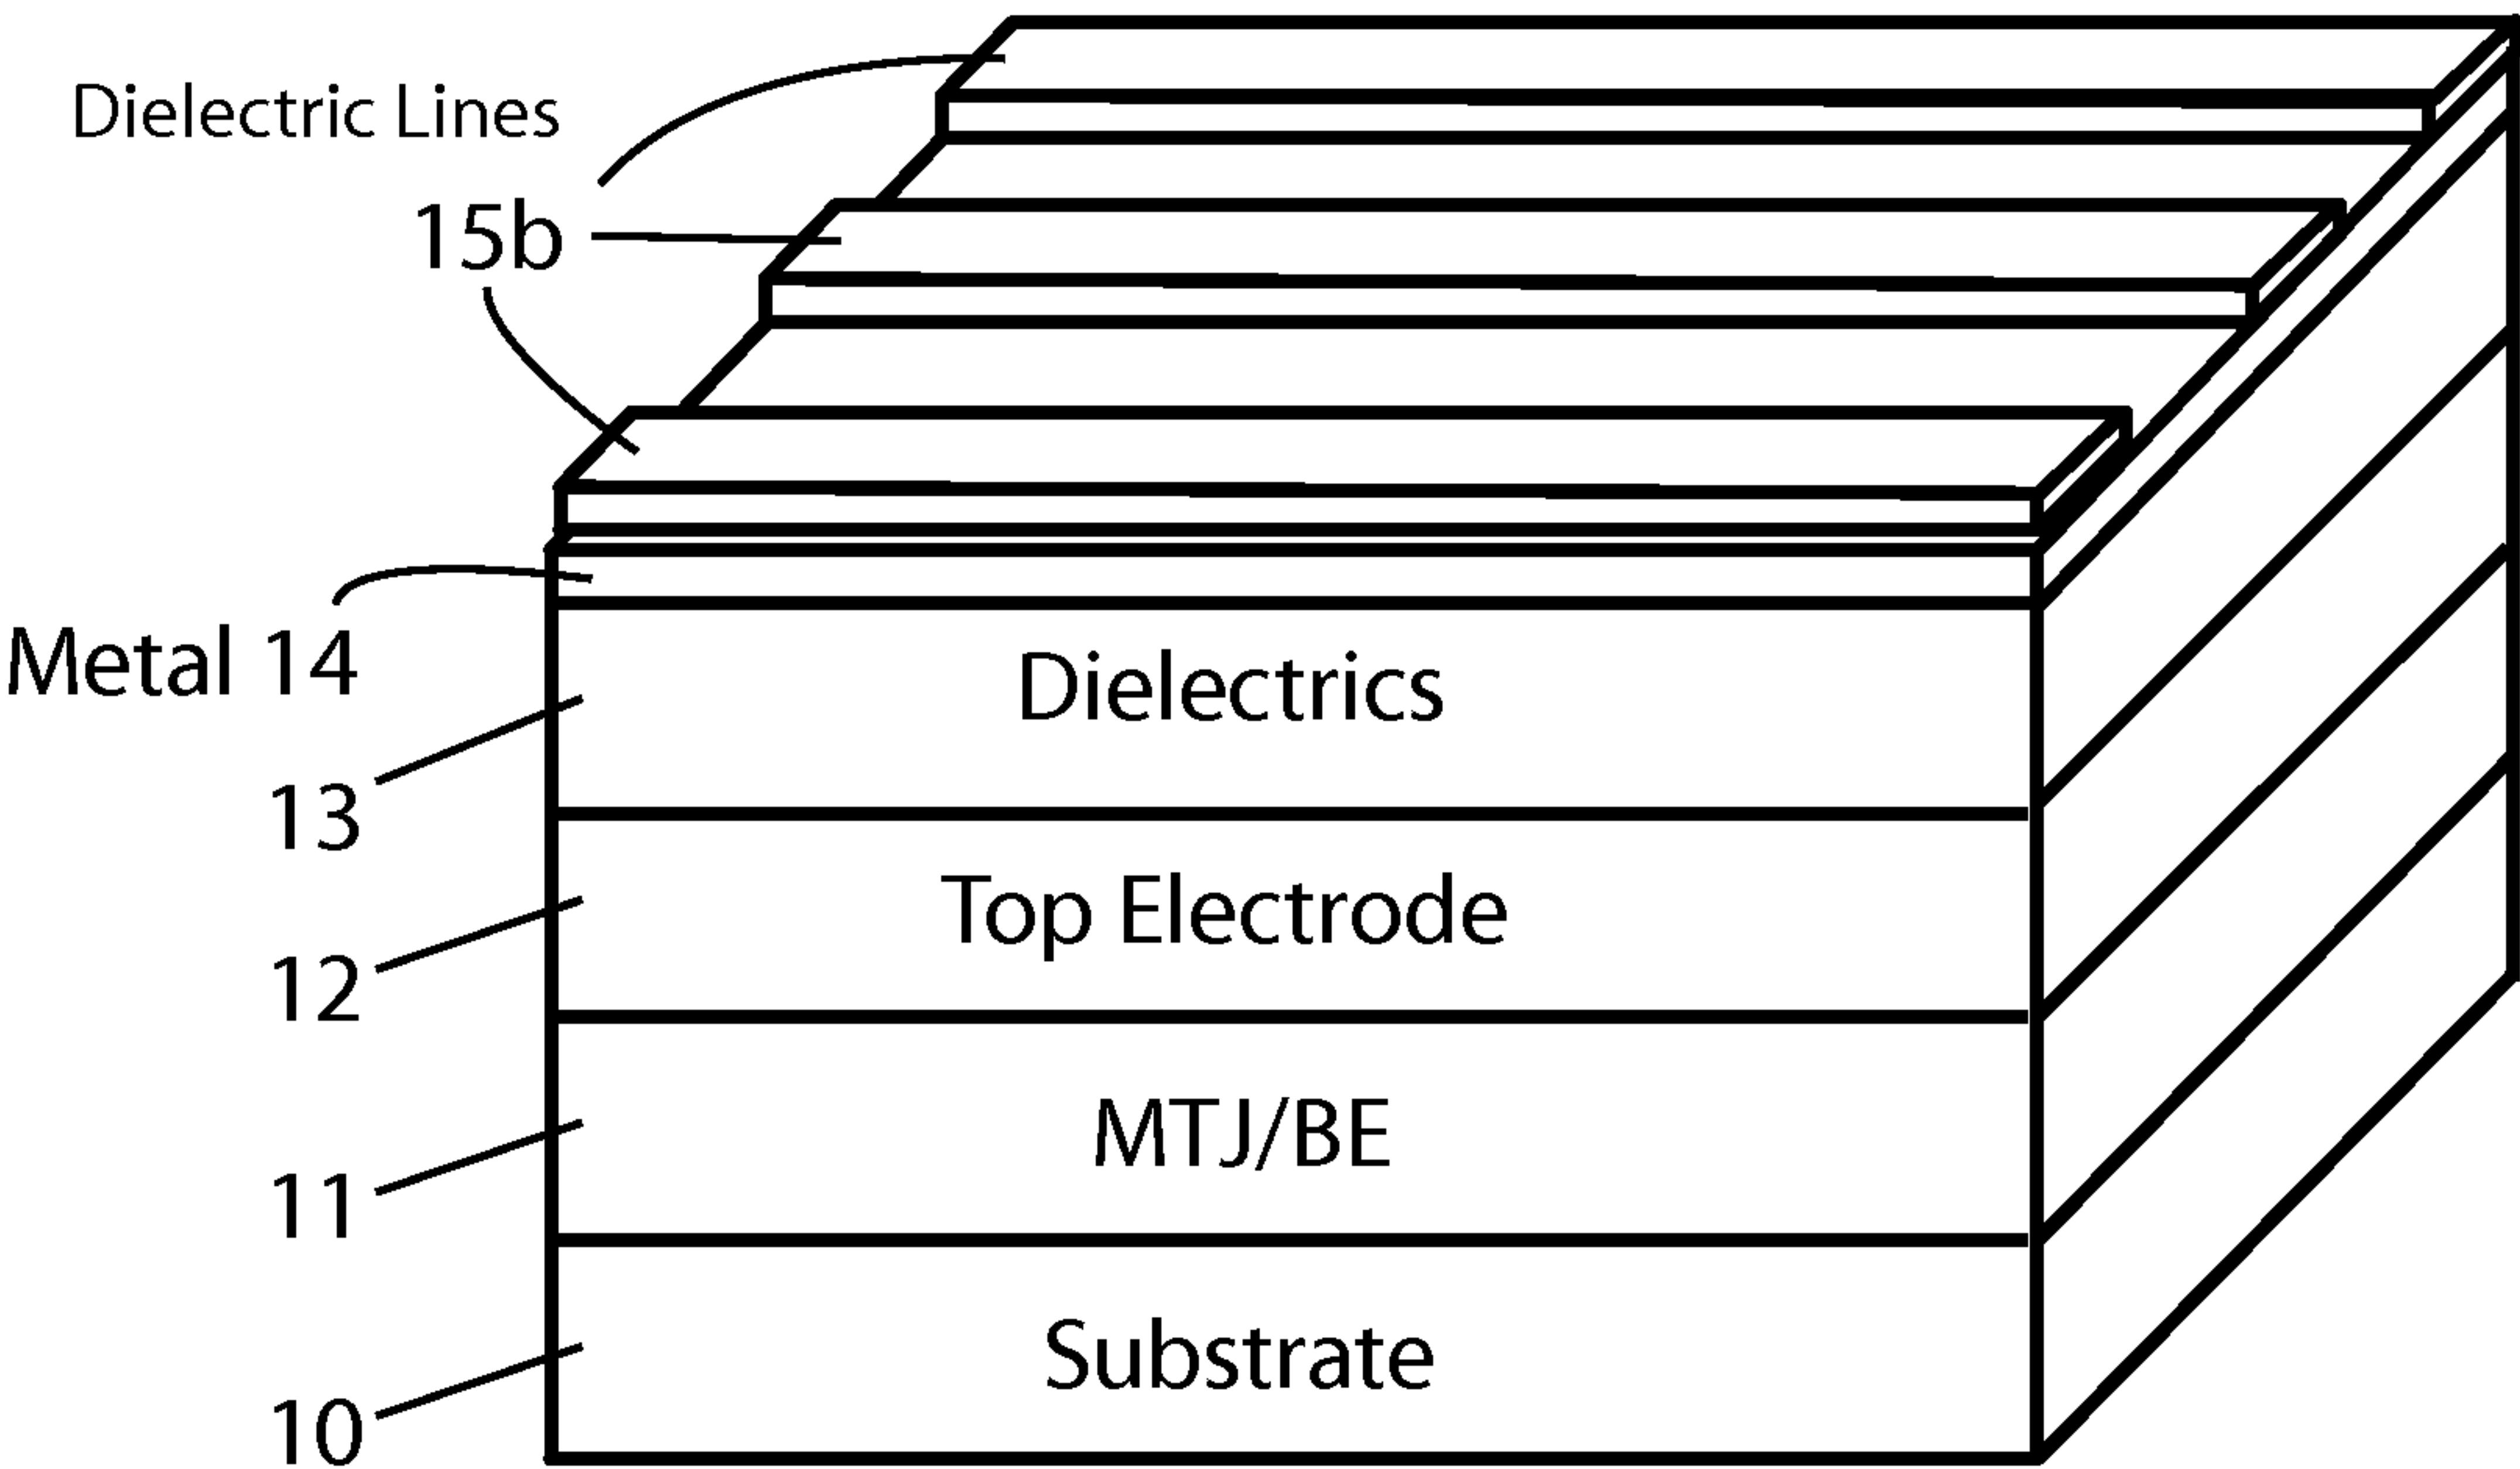 Dielectric Lines
15b
Metal 14
Dielectrics
13
Top Electrode
12
MTJ/BE
11
Substrate
10